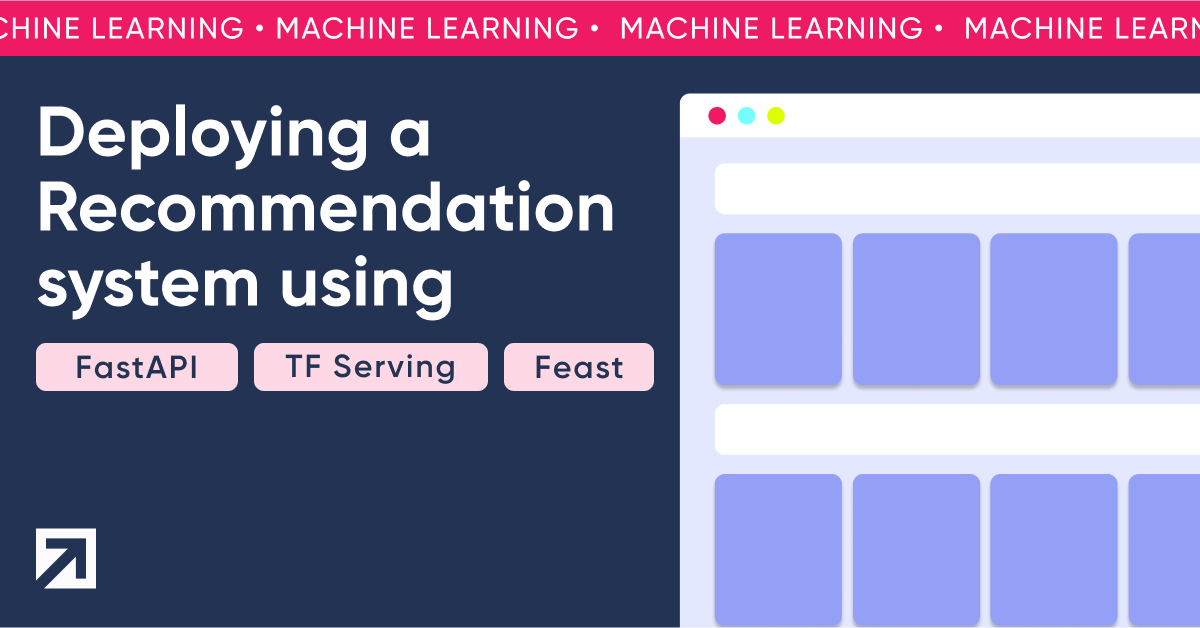 CHINE LEARNING • MACHINE LEARNING • MACHINE LEARNING • MACHINE LEARN
Deploying a
Recommendation
system using
FastAPI TF Serving Feast